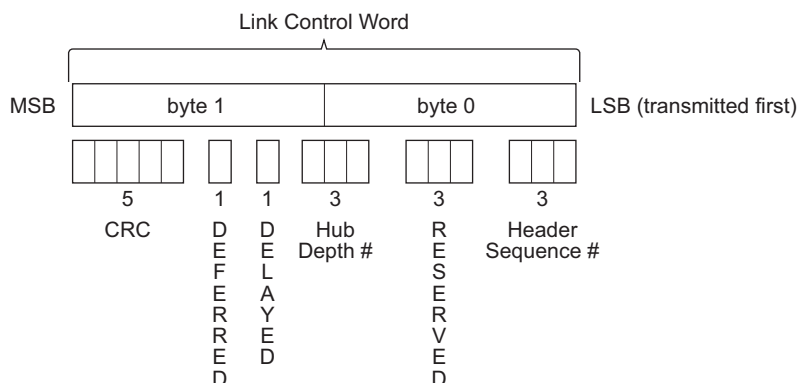 Link Control Word
MSB
byte 1
byte 0
LSB (transmitted first)
5
1
1
3
3
3
CRC
DEFERRED
DELAYED
Hub
Depth #
RESERVED
Header
Sequence #